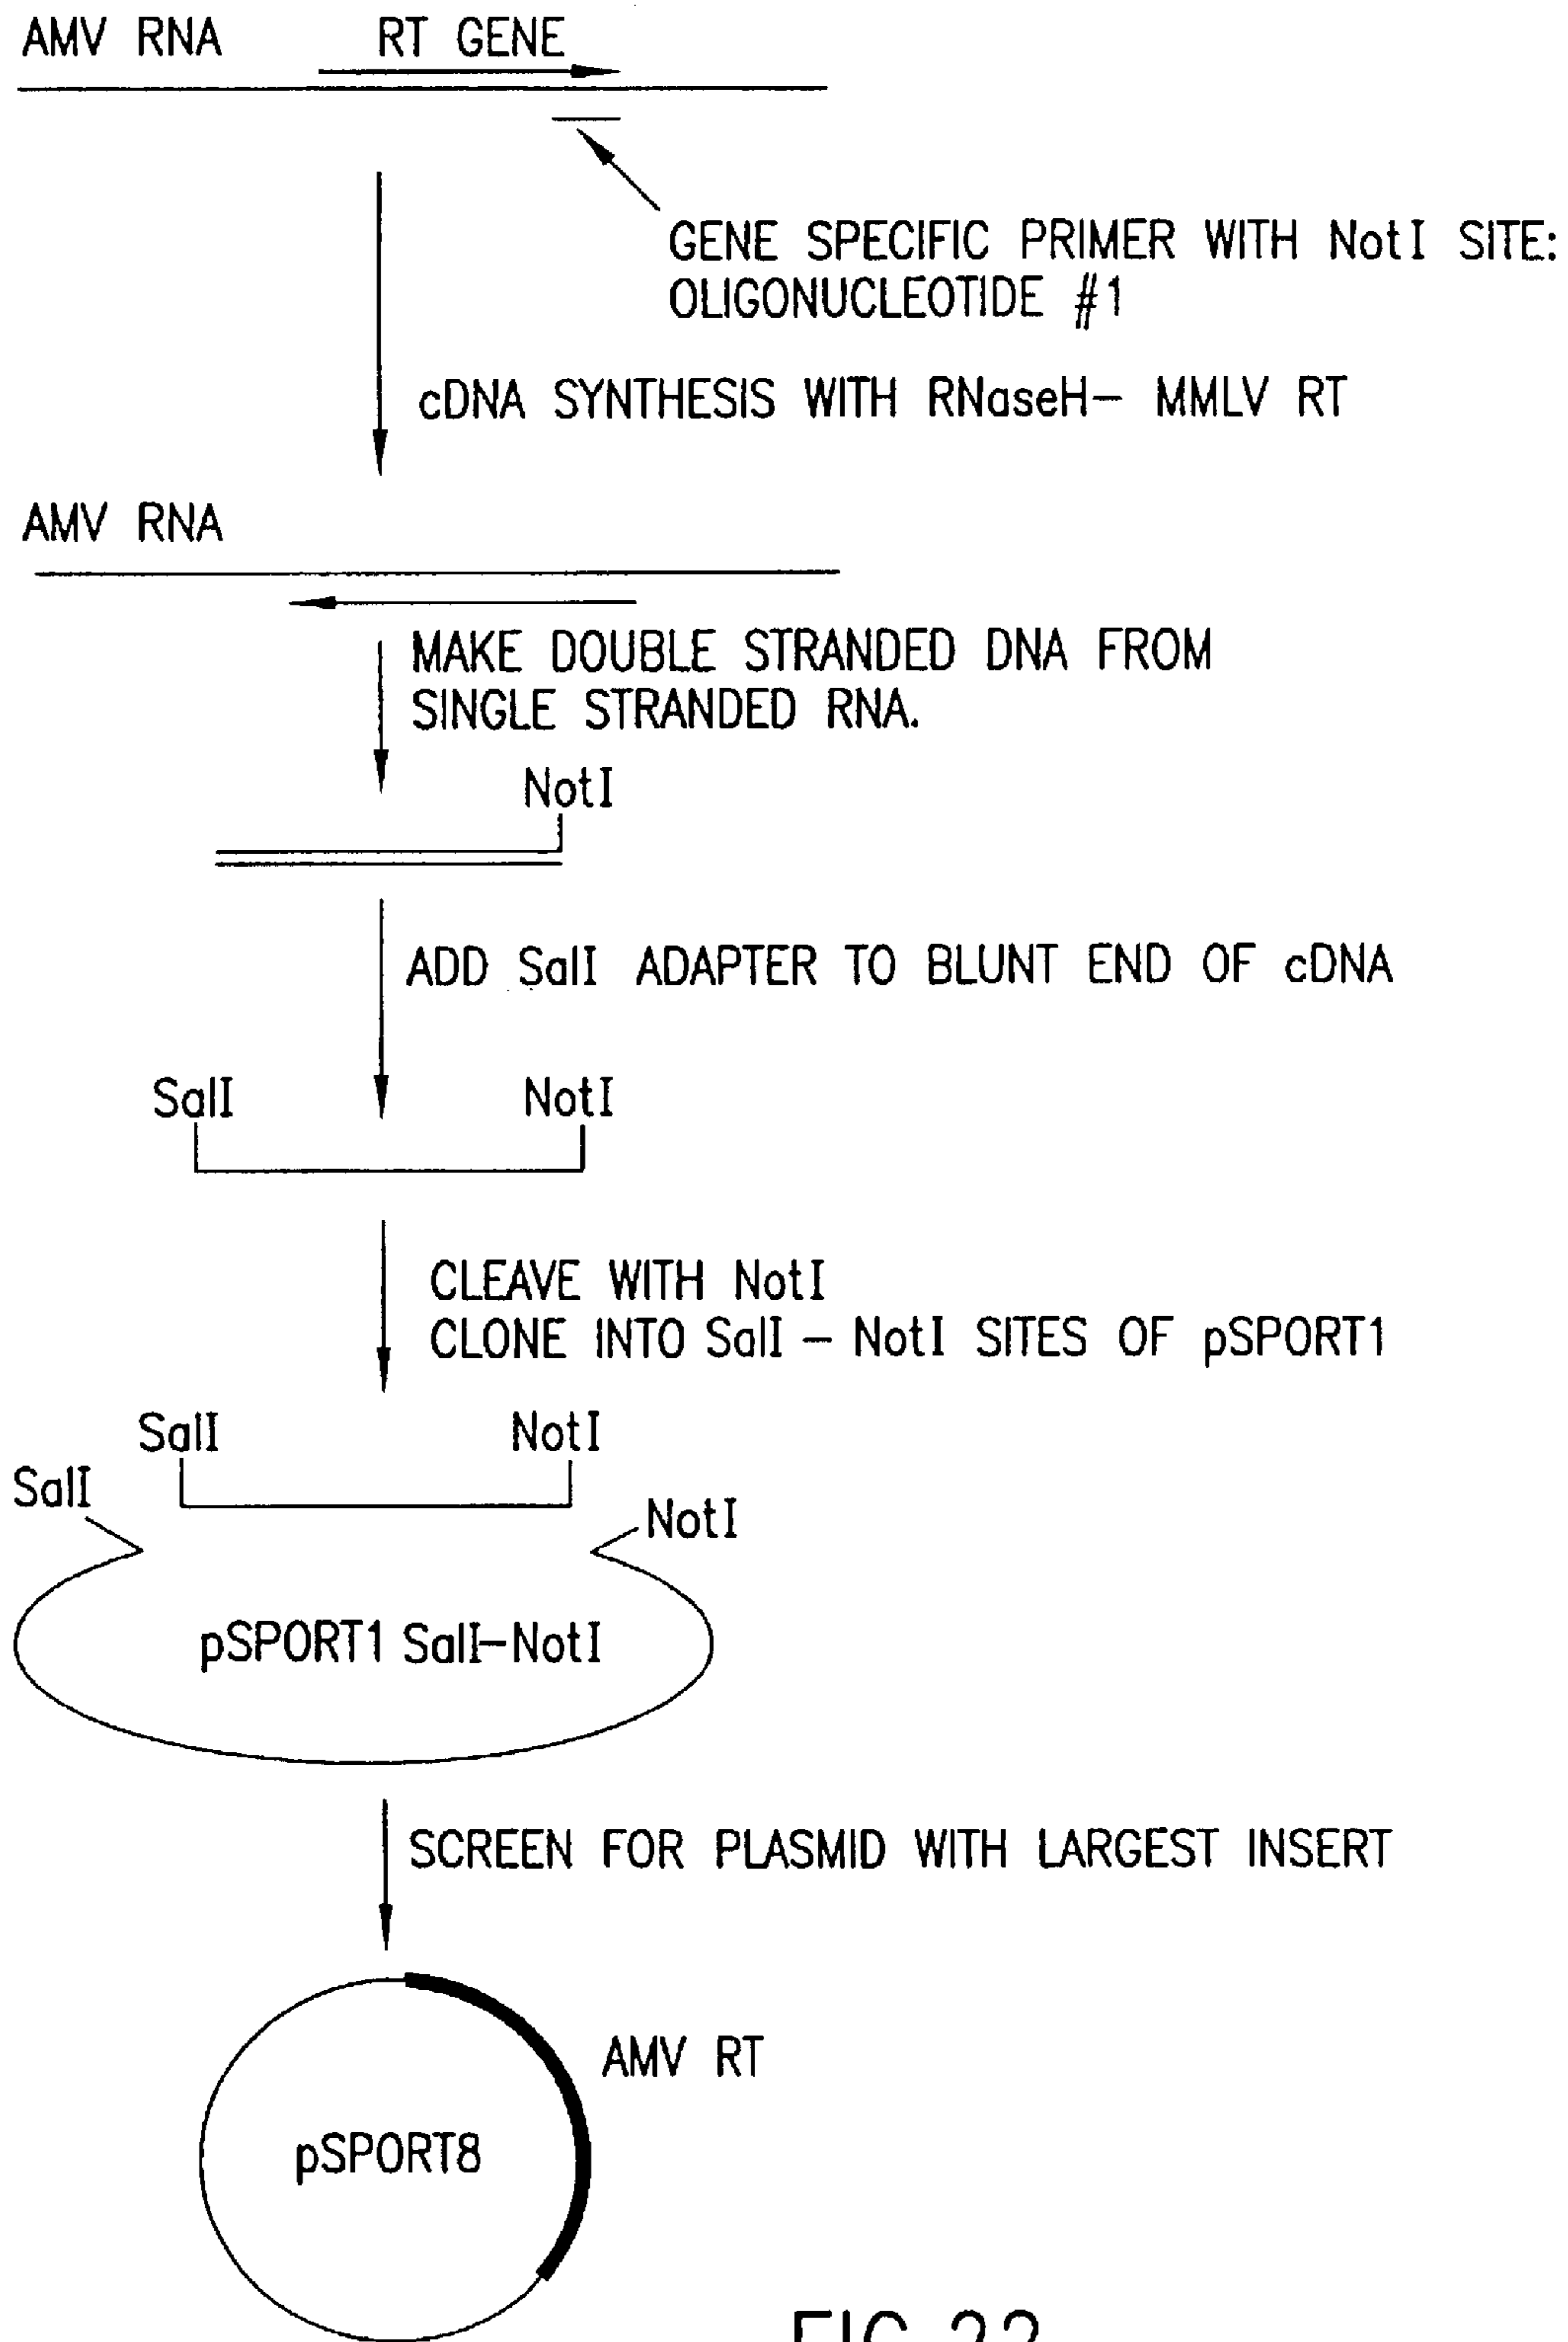 AMV RNA RT GENE
GENE SPECIFIC PRIMER WITH NotI SITE:
OLIGONUCLEOTIDE #1
cDNA SYNTHESIS WITH RNaseH– MMLV RT
AMV RNA
MAKE DOUBLE STRANDED DNA FROM
SINGLE STRANDED RNA.
NotI
ADD SalI ADAPTER TO BLUNT END OF cDNA
SalI NotI
CLEAVE WITH NotI
CLONE INTO SalI – NotI SITES OF pSPORT1
SalI NotI
SalI NotI
pSPORT1 SalI–NotI
SCREEN FOR PLASMID WITH LARGEST INSERT
AMV RT
pSPORT8